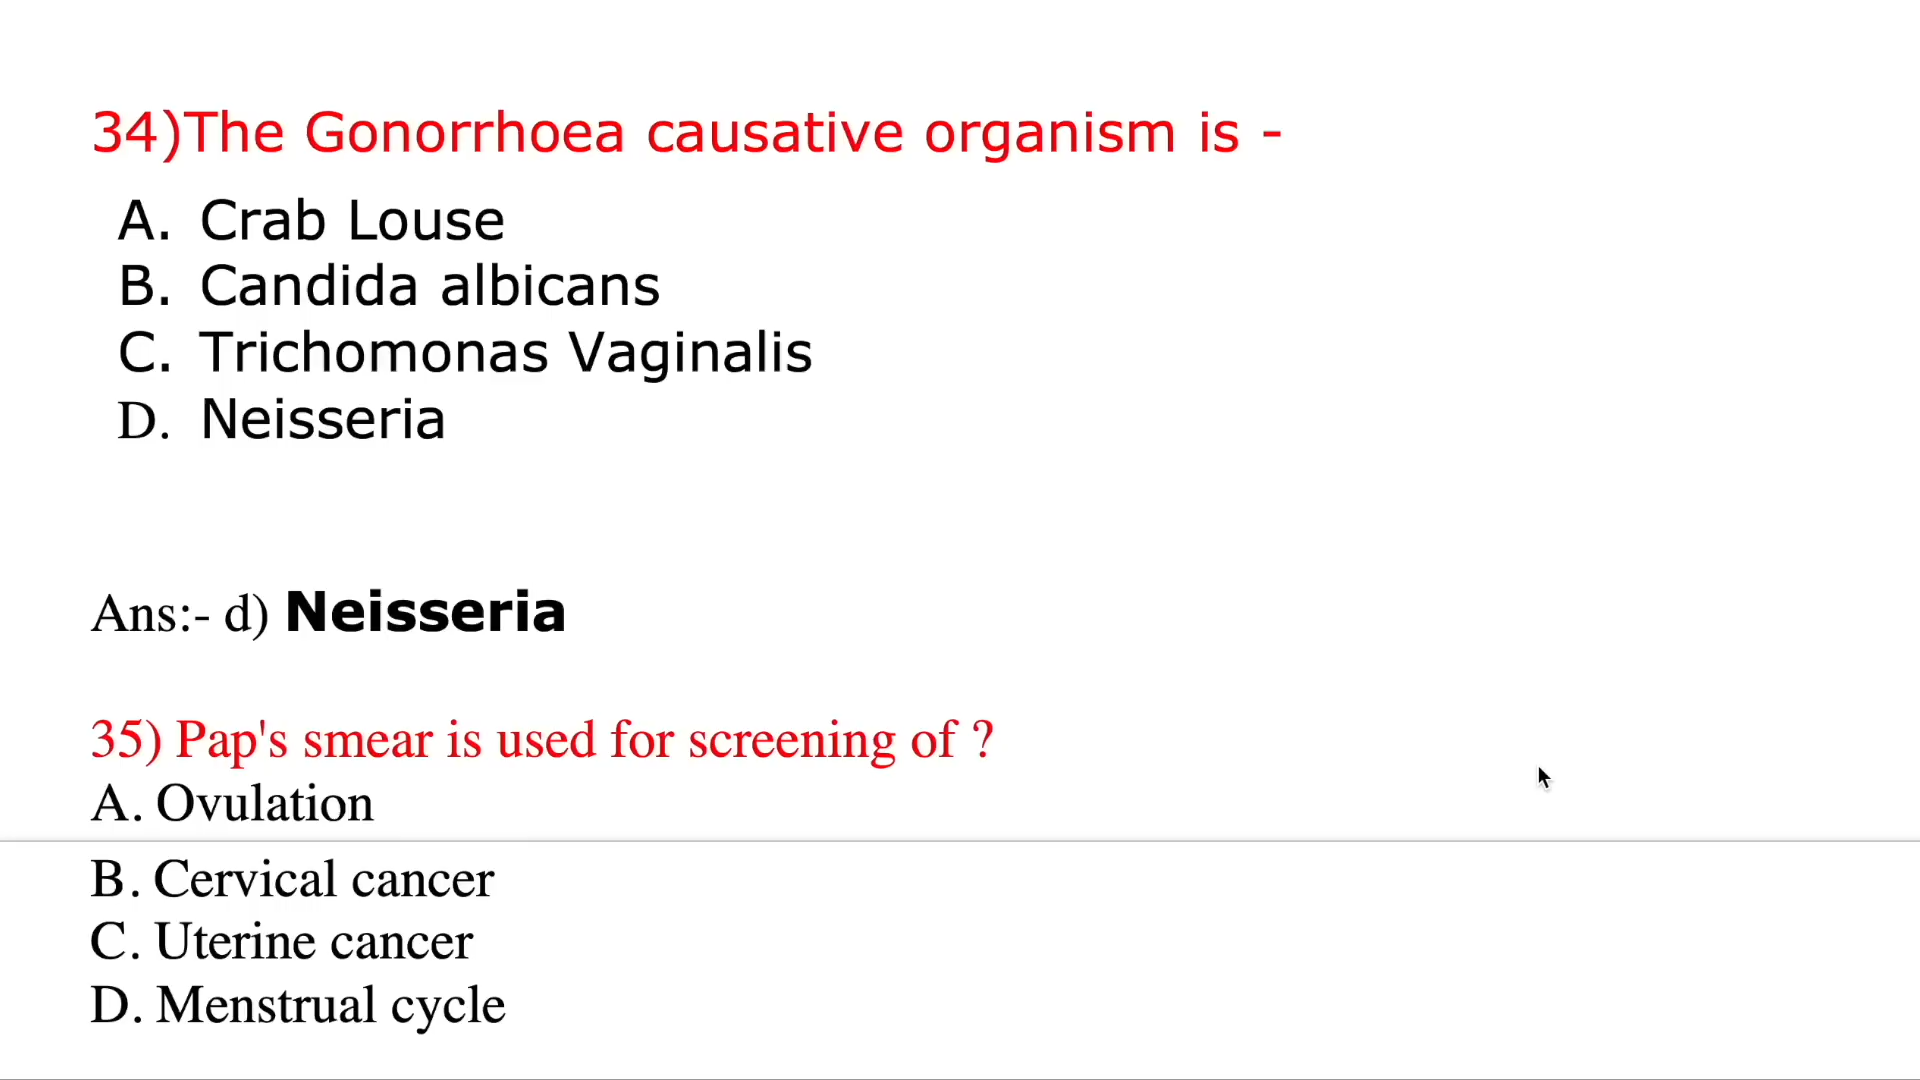 34)The Gonorrhoea causative organism is -
A. Crab Louse
B. Candida albicans
C. Trichomonas Vaginalis
D. Neisseria
Ans:- d) Neisseria
35) Pap's smear is used for screening of ?
A. Ovulation
B. Cervical cancer
C. Uterine cancer
D. Menstrual cycle